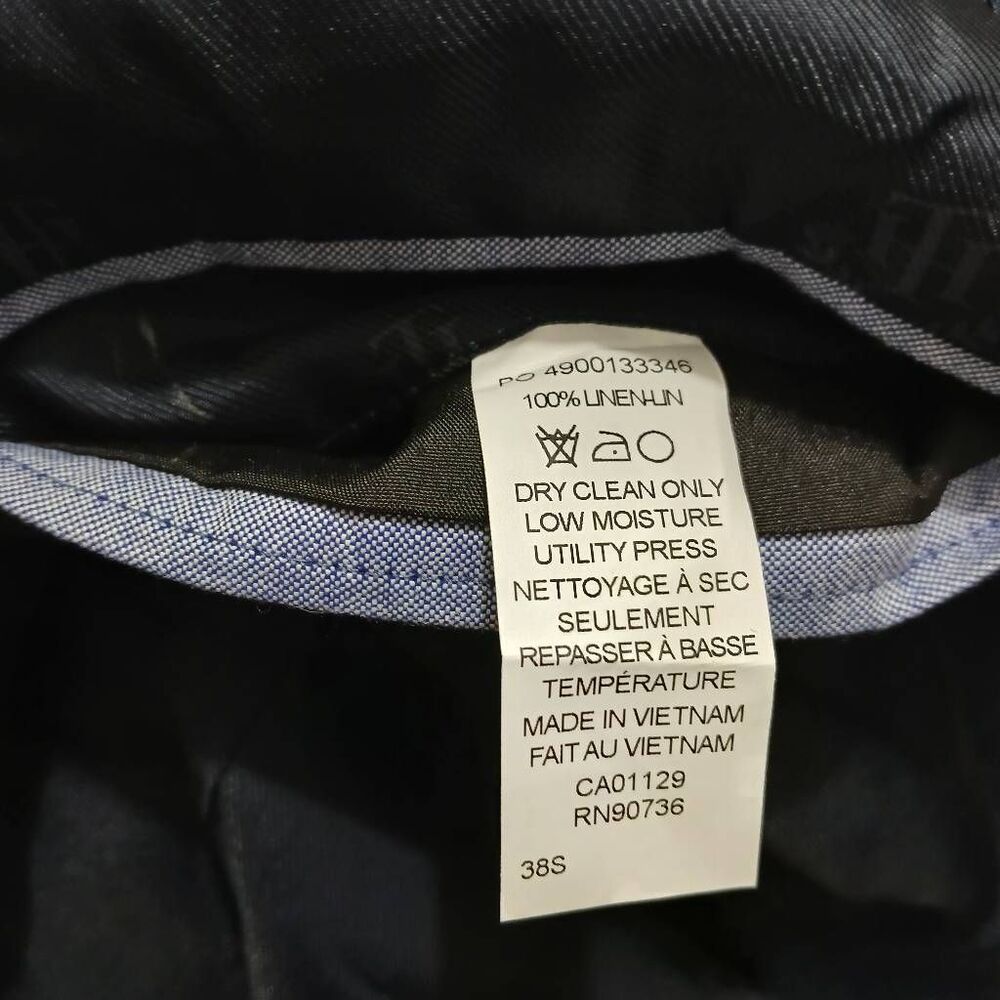 PO 4900133346
100% LINEN-LIN
DRY CLEAN ONLY
LOW MOISTURE
UTILITY PRESS
NETTOYAGE À SEC
SEULEMENT
REPASSER À BASSE
TEMPÉRATURE
MADE IN VIETNAM
FAIT AU VIETNAM
CA01129
RN90736
38S